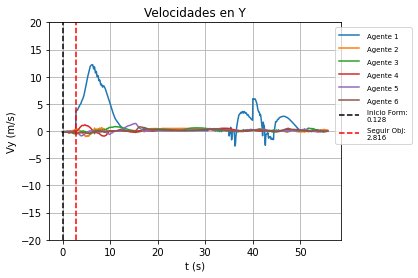 Velocidades en Y
20
15
10
5
0
−5
−10
−15
−20
Vy (m/s)
0
10
20
30
40
50
t (s)
Agente 1
Agente 2
Agente 3
Agente 4
Agente 5
Agente 6
Inicio Form:
0.128
Seguir Obj:
2.816